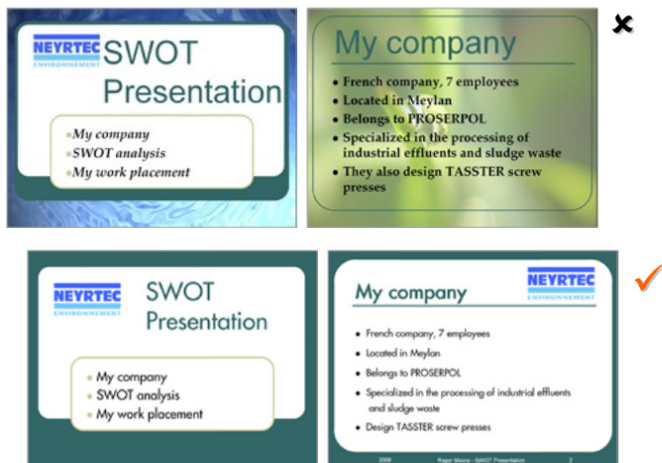 NEYRTEC
ENVIRONNEMENT
SWOT
Presentation
My company
SWOT analysis
My work placement
My company
French company, 7 employees
Located in Meylan
Belongs to PROSERPOL
Specialized in the processing of
industrial effluents and sludge waste
They also design TASSTER screw
presses
NEYRTEC
ENVIRONNEMENT
SWOT
Presentation
My company
SWOT analysis
My work placement
NEYRTEC
ENVIRONNEMENT
My company
French company, 7 employees
Located in Meylan
Belongs to PROSERPOL
Specialized in the processing of industrial effluents
and sludge waste
Design TASSTER screw presses
2008 Roger Moore - SWOT Presentation 2